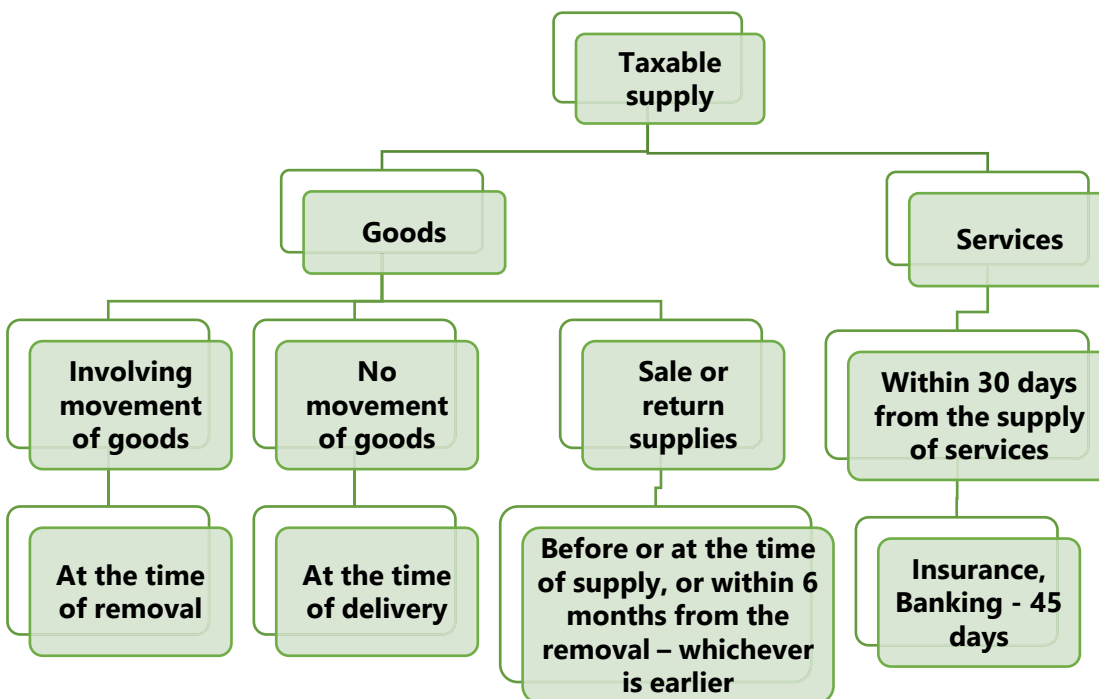 Taxable
supply
Goods
Services
Involving
movement
of goods
No
movement
of goods
Sale or
return
supplies
Within 30 days
from the supply
of services
At the time
of removal
At the time
of delivery
Before or at the time
of supply, or within 6
months from the
removal – whichever
is earlier
Insurance,
Banking - 45
days